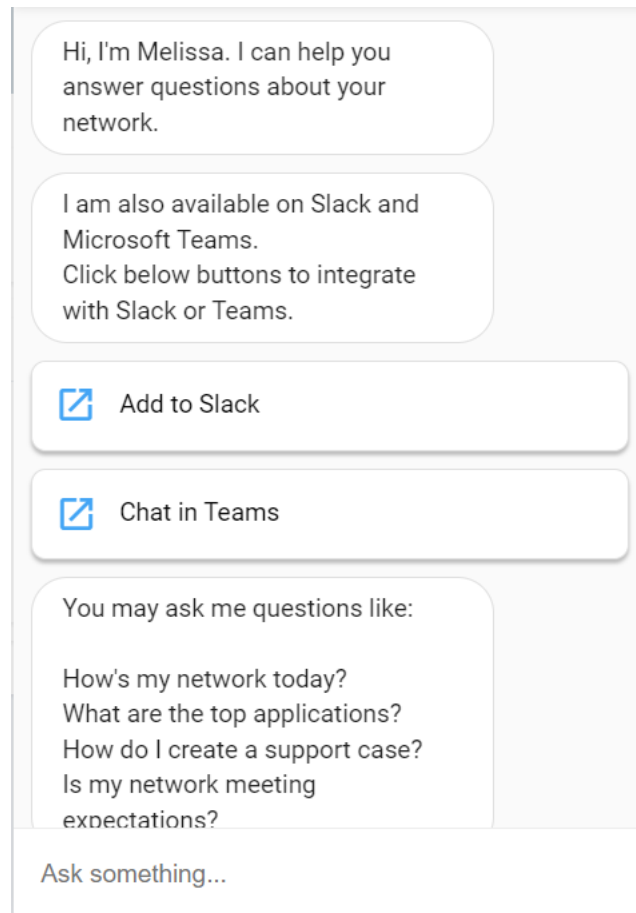 Hi, I'm Melissa. I can help you
answer questions about your
network.
I am also available on Slack and
Microsoft Teams.
Click below buttons to integrate
with Slack or Teams.
Add to Slack
Chat in Teams
You may ask me questions like:
How's my network today?
What are the top applications?
How do I create a support case?
Is my network meeting
expectations?
Ask something...